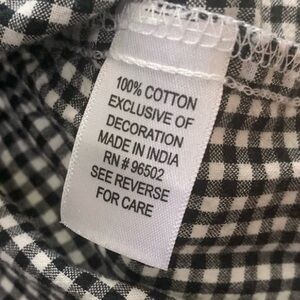 100% COTTON
EXCLUSIVE OF
DECORATION
MADE IN INDIA
RN # 96502
SEE REVERSE
FOR CARE